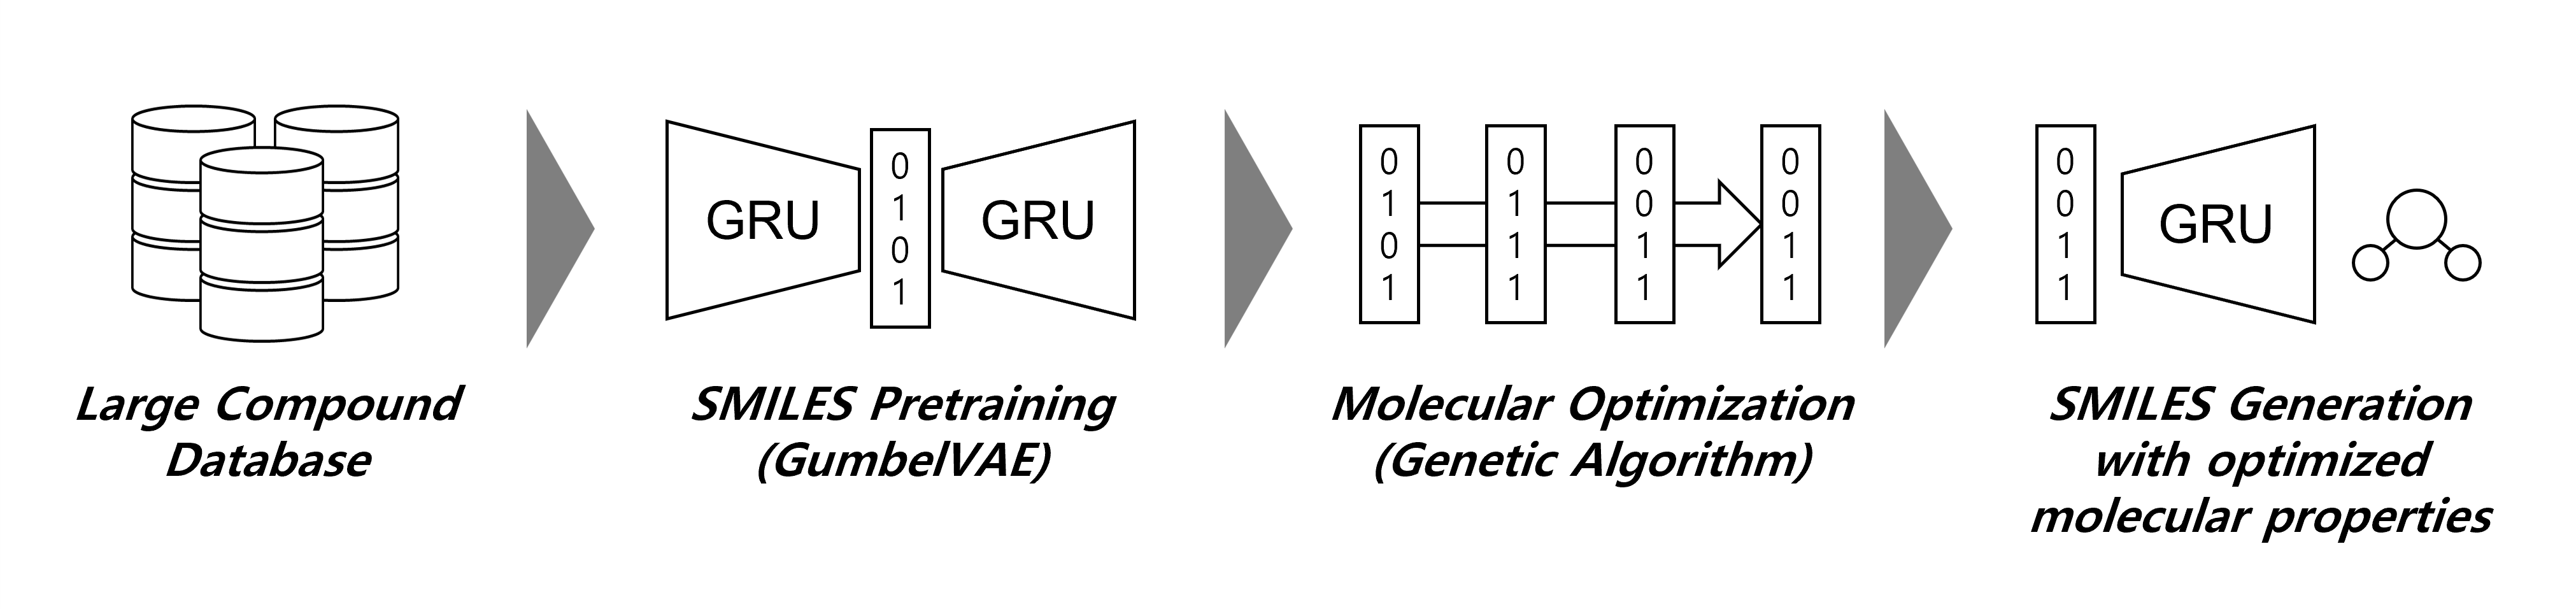 GRU
0
1
0
1
GRU
0
1
0
1
0
1
1
1
0
0
1
1
0
0
1
1
0
0
1
1
GRU
Large Compound
Database
SMILES Pretraining
(GumbelVAE)
Molecular Optimization
(Genetic Algorithm)
SMILES Generation
with optimized
molecular properties